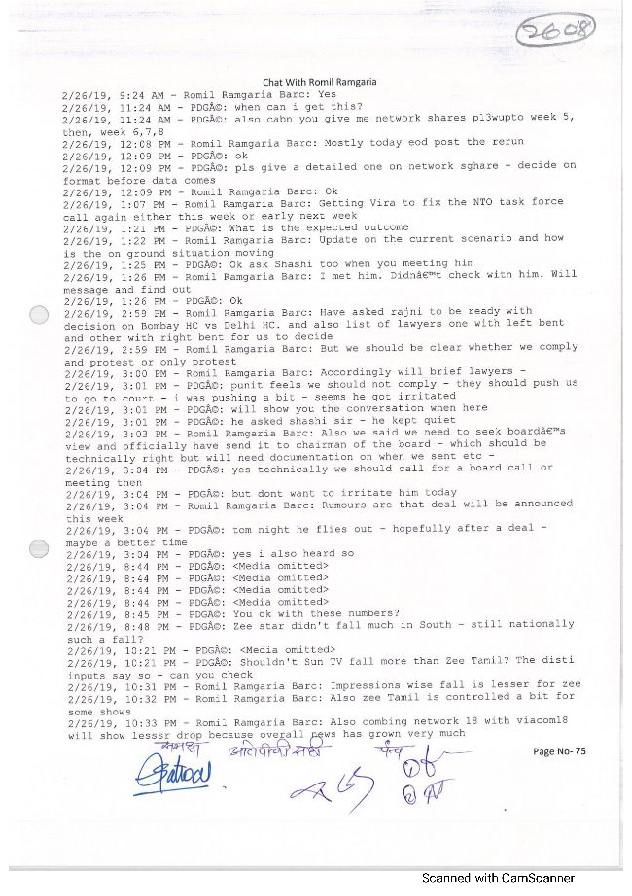 2608
Chat With Romil Ramgaria
2/26/19, 9:24 AM - Romil Ramgaria Barc: Yes
2/26/19, 11:24 AM - PDGÂ©: when can i get this?
2/26/19, 11:24 AM - PDGÂ©: also cabn you give me network shares pl3wupto week 5,
then, week 6,7,8
2/26/19, 12:08 PM - Romil Ramgaria Barc: Mostly today eod post the rerun
2/26/19, 12:09 PM - PDGÂ©: ok
2/26/19, 12:09 PM - PDGÂ©: pls give a detailed one on network sghare - decide on
format before data comes
2/26/19, 12:09 PM - Romil Ramgaria Barc: Ok
2/26/19, 1:07 PM - Romil Ramgaria Barc: Getting Vira to fix the NTO task force
call again either this week or early next week
2/26/19, 1:21 PM - PDGÂ©: What is the expected outcome
2/26/19, 1:22 PM - Romil Ramgaria Barc: Update on the current scenario and how
is the on ground situation moving
2/26/19, 1:25 PM - PDGÂ©: Ok ask Shashi too when you meeting him
2/26/19, 1:26 PM - Romil Ramgaria Barc: I met him. Didnâ€™t check with him. Will
message and find out
2/26/19, 1:26 PM - PDGÂ©: Ok
2/26/19, 2:59 PM - Romil Ramgaria Barc: Have asked rajni to be ready with
decision on Bombay HC vs Delhi HC. and also list of lawyers one with left bent
and other with right bent for us to decide
2/26/19, 2:59 PM - Romil Ramgaria Barc: But we should be clear whether we comply
and protest or only protest
2/26/19, 3:00 PM - Romil Ramgaria Barc: Accordingly will brief lawyers -
2/26/19, 3:01 PM - PDGÂ©: punit feels we should not comply - they should push us
to go to court - i was pushing a bit - seems he got irritated
2/26/19, 3:01 PM - PDGÂ©: will show you the conversation when here
2/26/19, 3:01 PM - PDGÂ©: he asked shashi sir - he kept quiet
2/26/19, 3:03 PM - Romil Ramgaria Barc: Also we said we need to seek boardâ€™s
view and officially have send it to chairman of the board - which should be
technically right but will need documentation on when we sent etc -
2/26/19, 3:04 PM - PDGÂ©: yes technically we should call for a board call or
meeting then
2/26/19, 3:04 PM - PDGÂ©: but dont want to irritate him today
2/26/19, 3:04 PM - Romil Ramgaria Barc: Rumours are that deal will be announced
this week
2/26/19, 3:04 PM - PDGÂ©: tom night he flies out - hopefully after a deal -
maybe a better time
2/26/19, 3:04 PM - PDGÂ©: yes i also heard so
2/26/19, 8:44 PM - PDGÂ©: <Media omitted>
2/26/19, 8:44 PM - PDGÂ©: <Media omitted>
2/26/19, 8:44 PM - PDGÂ©: <Media omitted>
2/26/19, 8:44 PM - PDGÂ©: <Media omitted>
2/26/19, 8:45 PM - PDGÂ©: You ok with these numbers?
2/26/19, 8:48 PM - PDGÂ©: Zee star didn't fall much in South - still nationally
such a fall?
2/26/19, 10:21 PM - PDGÂ©: <Media omitted>
2/26/19, 10:21 PM - PDGÂ©: Shouldn't Sun TV fall more than Zee Tamil? The disti
inputs say so - can you check
2/26/19, 10:31 PM - Romil Ramgaria Barc: Impressions wise fall is lesser for zee
2/26/19, 10:32 PM - Romil Ramgaria Barc: Also zee Tamil is controlled a bit for
some shows
2/26/19, 10:33 PM - Romil Ramgaria Barc: Also combing network 18 with viacom18
will show lesssr drop because overall news has grown very much
समक्ष पंच
Page No- 75
Scanned with CamScanner